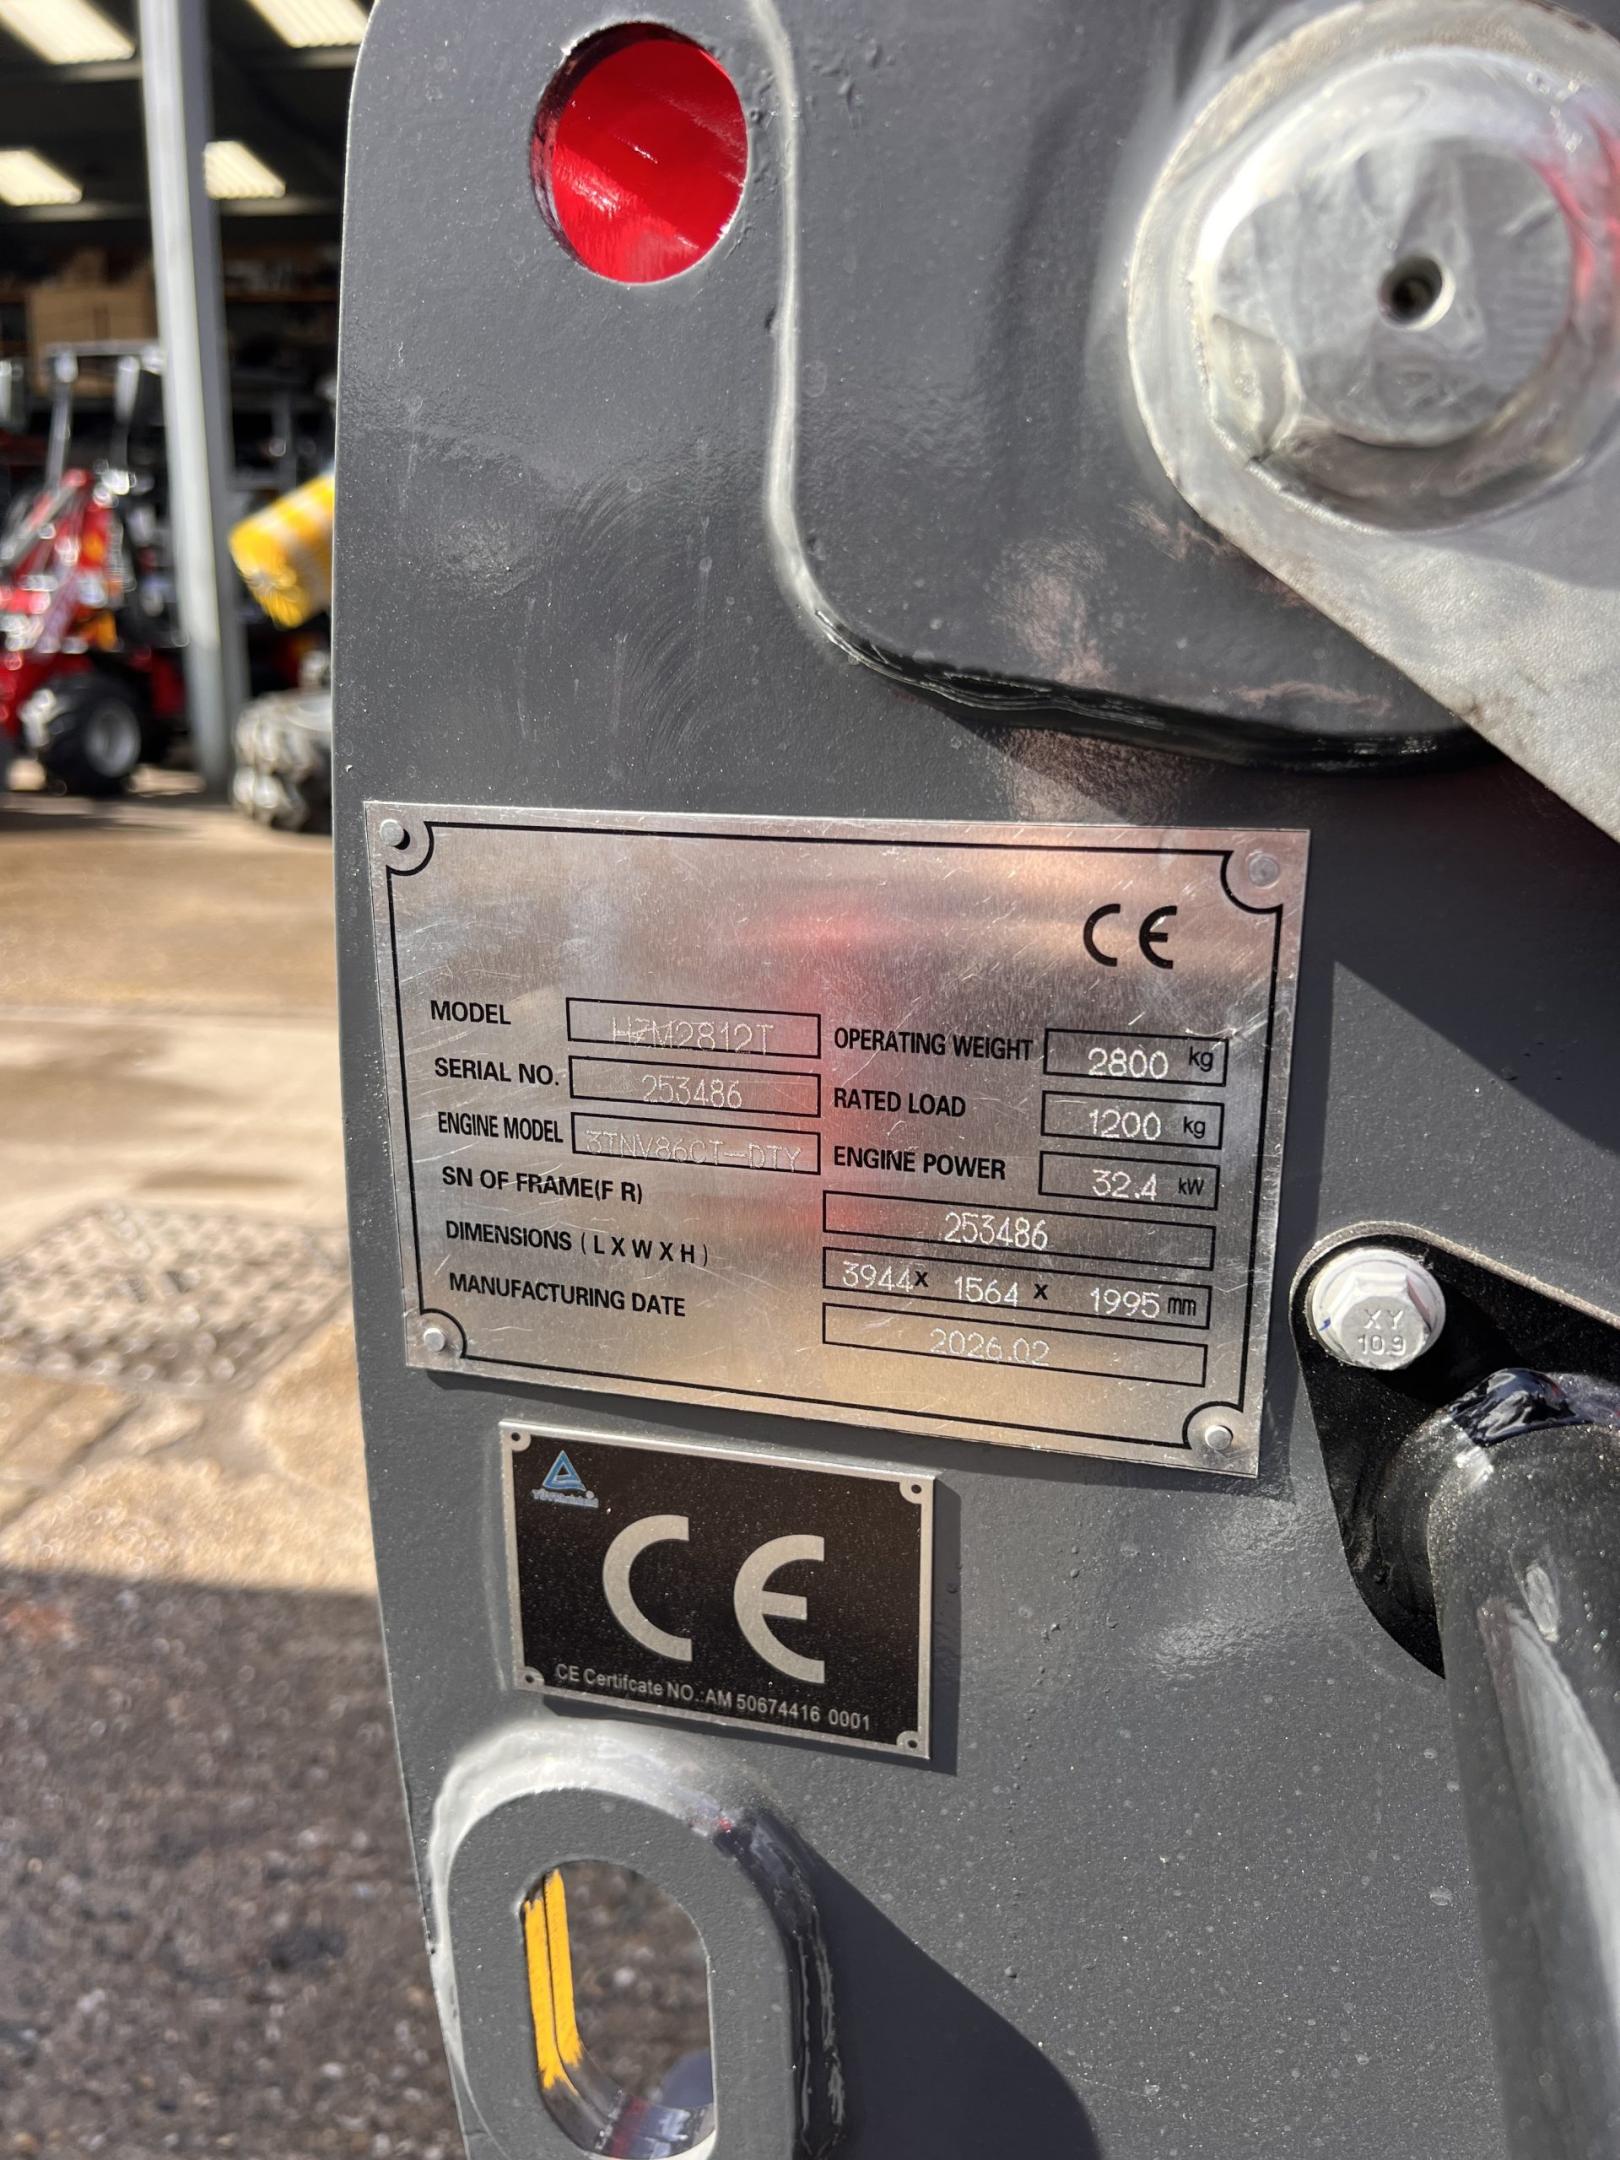 CE
MODEL HZM2812T OPERATING WEIGHT 2800 kg
SERIAL NO. 253486 RATED LOAD 1200 kg
ENGINE MODEL 3TNV86CT-DTY ENGINE POWER 32.4 kW
SN OF FRAME(F R) 253486
DIMENSIONS ( L X W X H ) 3944 x 1564 x 1995 mm
MANUFACTURING DATE 2026.02
XY
10.9
CE
CE Certifcate NO.:AM 50674416 0001